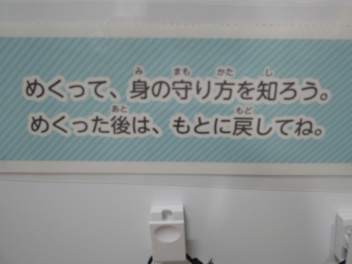 めくって、身の守り方を知ろう。
めくった後は、もとに戻してね。